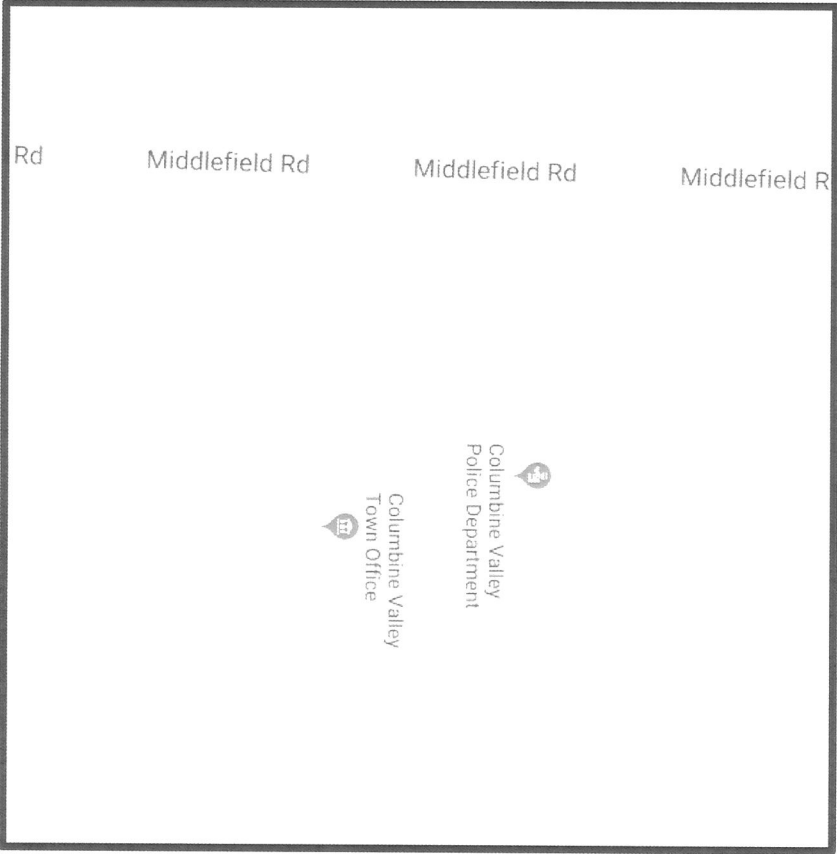 Rd
Middlefield Rd
Middlefield Rd
Middlefield R
Columbine Valley
Police Department
Columbine Valley
Town Office